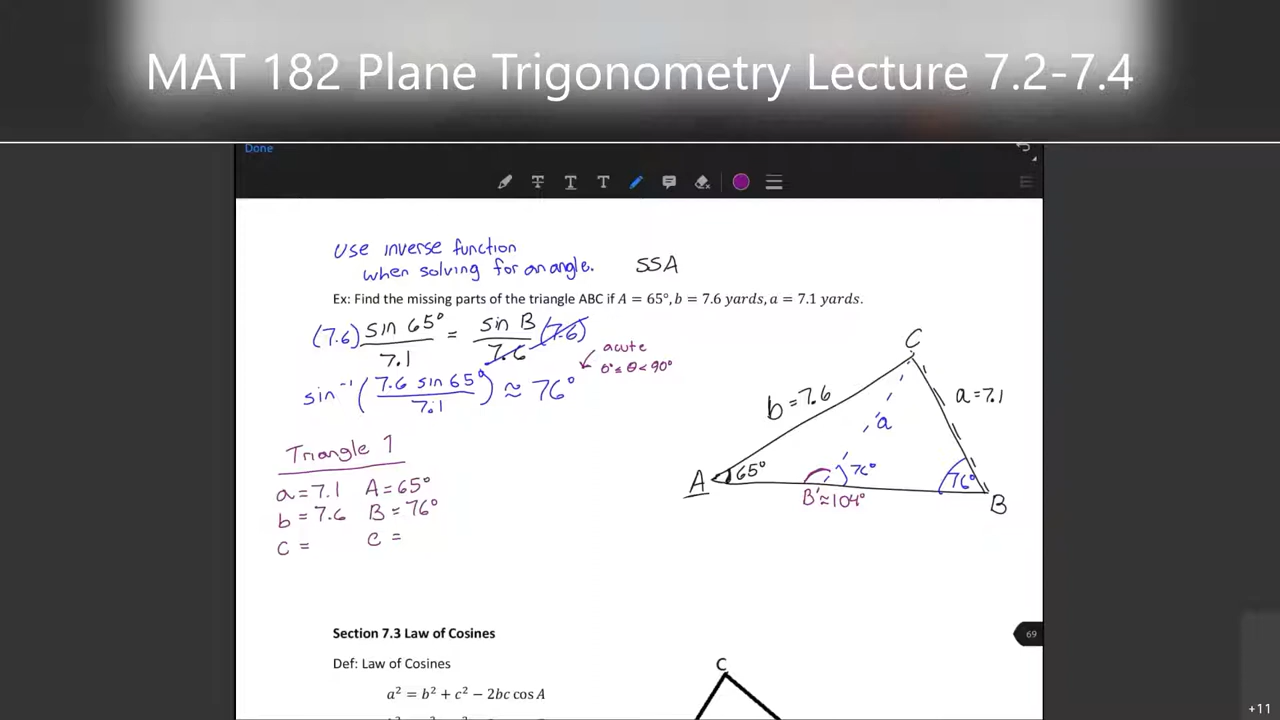 MAT 182 Plane Trigonometry Lecture 7.2-7.4
Done
Use inverse function
when solving for an angle. SSA
Ex: Find the missing parts of the triangle ABC if A = 65°, b = 7.6 yards, a = 7.1 yards.
(7.6) sin 65° / 7.1 = sin B / 7.6 (7.6)
acute
0° ≤ θ < 90°
sin⁻¹ ( 7.6 sin 65° / 7.1 ) ≈ 76°
Triangle 1
a = 7.1 A = 65°
b = 7.6 B = 76°
c = C =
C
b = 7.6
a = 7.1
a
A
65°
76°
76°
B' ≈ 104°
B
Section 7.3 Law of Cosines
69
Def: Law of Cosines
C
a² = b² + c² − 2bc cos A
+11